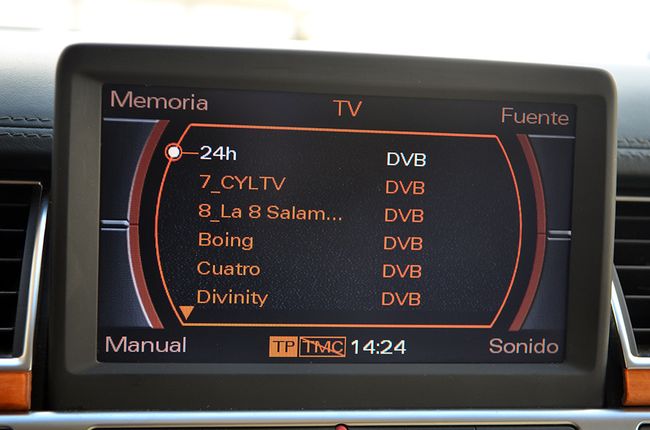 Memoria TV Fuente
24h DVB
7_CYLTV DVB
8_La 8 Salam... DVB
Boing DVB
Cuatro DVB
Divinity DVB
Manual TP TMC 14:24 Sonido